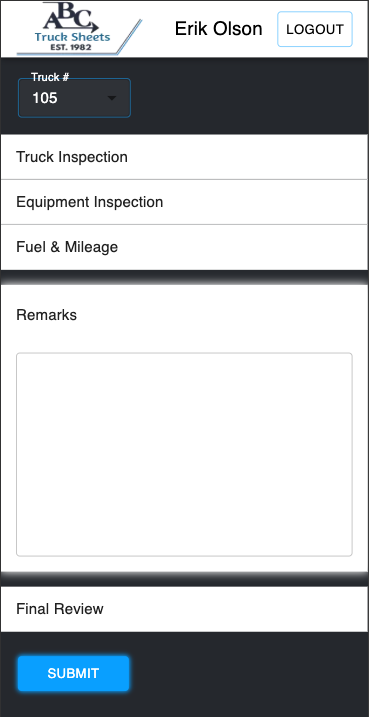 ABC
Truck Sheets
EST. 1982
Erik Olson
LOGOUT
Truck #
105
Truck Inspection
Equipment Inspection
Fuel & Mileage
Remarks
Final Review
SUBMIT